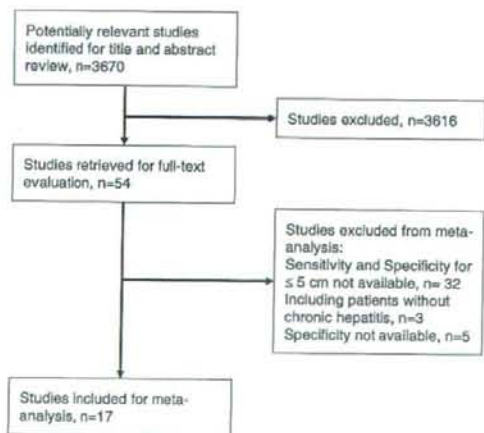 Potentially relevant studies
identified for title and abstract
review, n=3670
Studies excluded, n=3616
Studies retrieved for full-text
evaluation, n=54
Studies excluded from meta-
analysis:
Sensitivity and Specificity for
≤ 5 cm not available, n= 32
Including patients without
chronic hepatitis, n=3
Specificity not available, n=5
Studies included for meta-
analysis, n=17